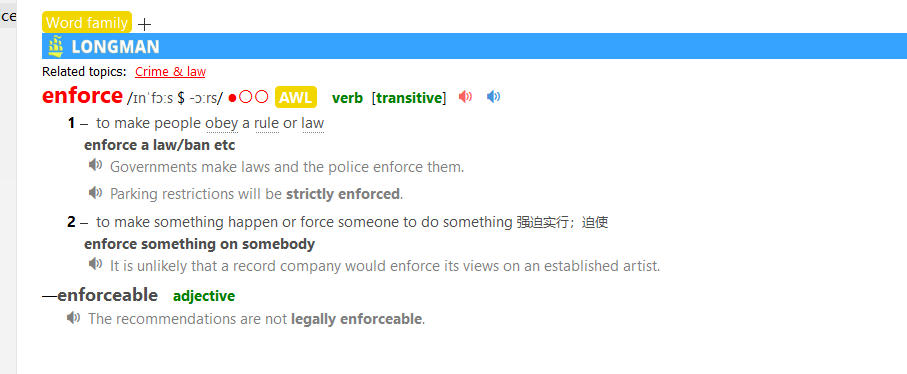 ce
Word family
LONGMAN
Related topics: Crime & law
enforce /ɪnˈfɔːs $ -ɔːrs/ ●○○ AWL verb [transitive]
1 – to make people obey a rule or law
enforce a law/ban etc
Governments make laws and the police enforce them.
Parking restrictions will be strictly enforced.
2 – to make something happen or force someone to do something 强迫实行；迫使
enforce something on somebody
It is unlikely that a record company would enforce its views on an established artist.
—enforceable adjective
The recommendations are not legally enforceable.